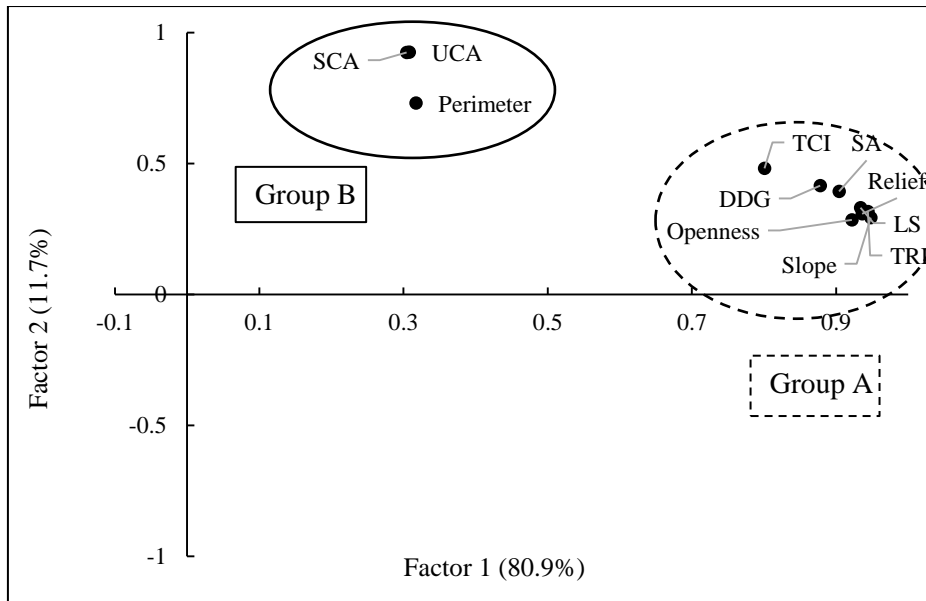 1
SCA
UCA
Perimeter
0.5
TCI
SA
Group B
DDG
Relief
Openness
LS
Slope
TRI
0
-0.1
0.1
0.3
0.5
0.7
0.9
Group A
-0.5
-1
Factor 1 (80.9%)
Factor 2 (11.7%)